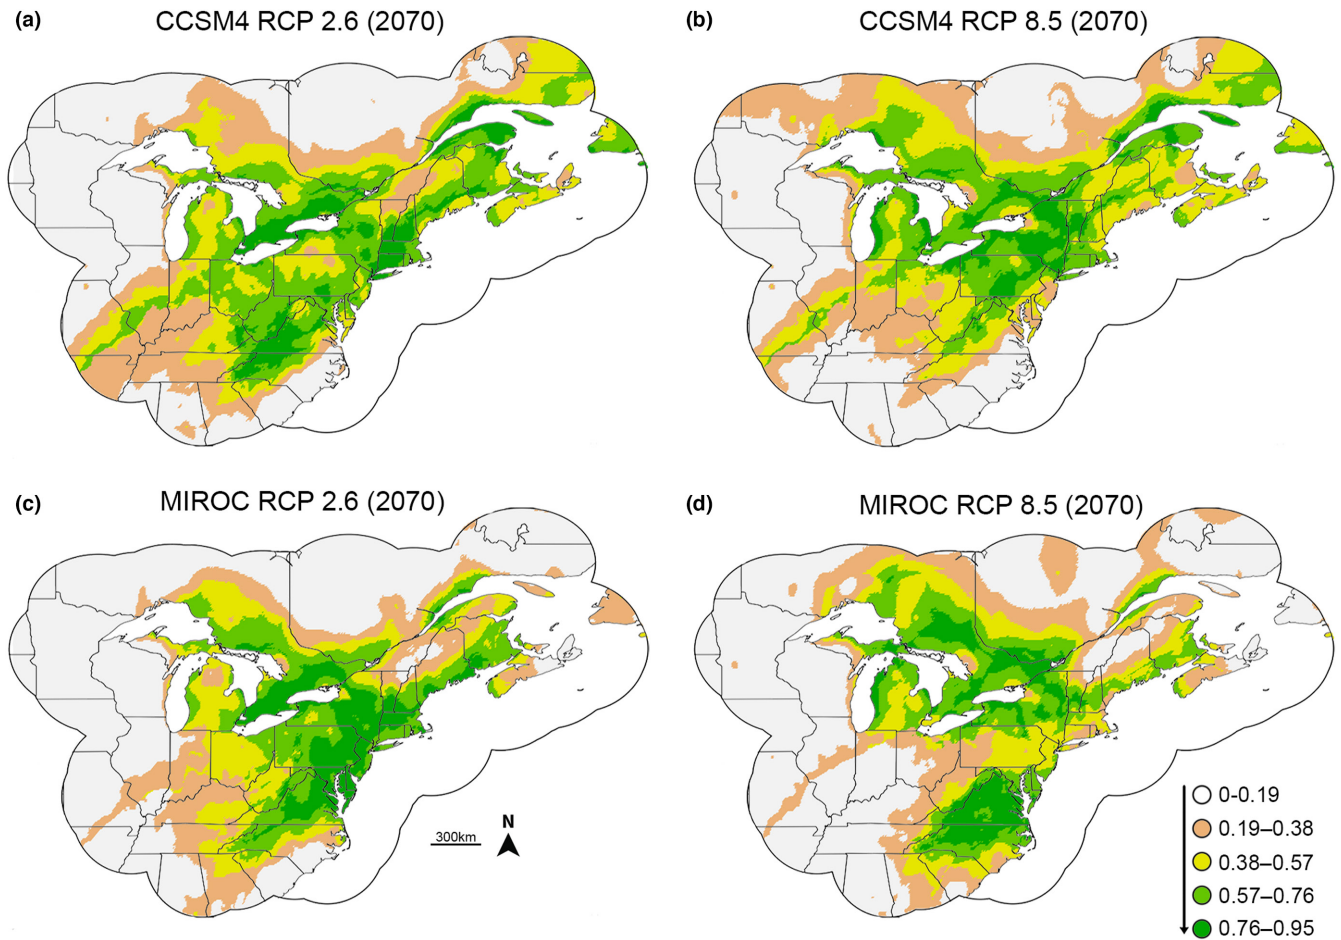 (a) CCSM4 RCP 2.6 (2070)
(b) CCSM4 RCP 8.5 (2070)
(c) MIROC RCP 2.6 (2070)
(d) MIROC RCP 8.5 (2070)
N
300km
0-0.19
0.19–0.38
0.38–0.57
0.57–0.76
0.76–0.95